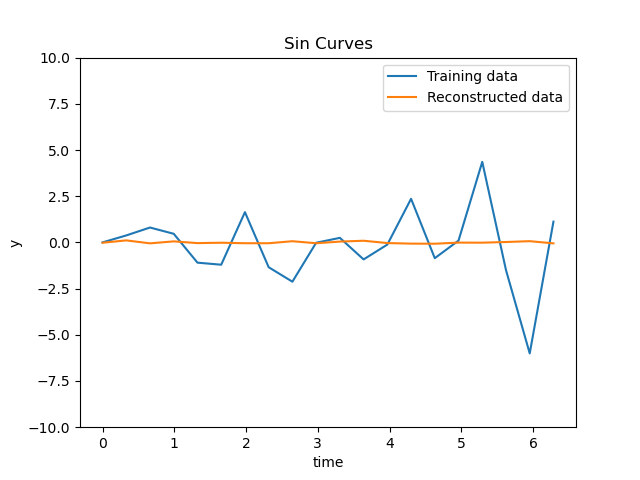 Sin Curves
10.0
7.5
5.0
2.5
0.0
−2.5
−5.0
−7.5
−10.0
y
Training data
Reconstructed data
0 1 2 3 4 5 6
time